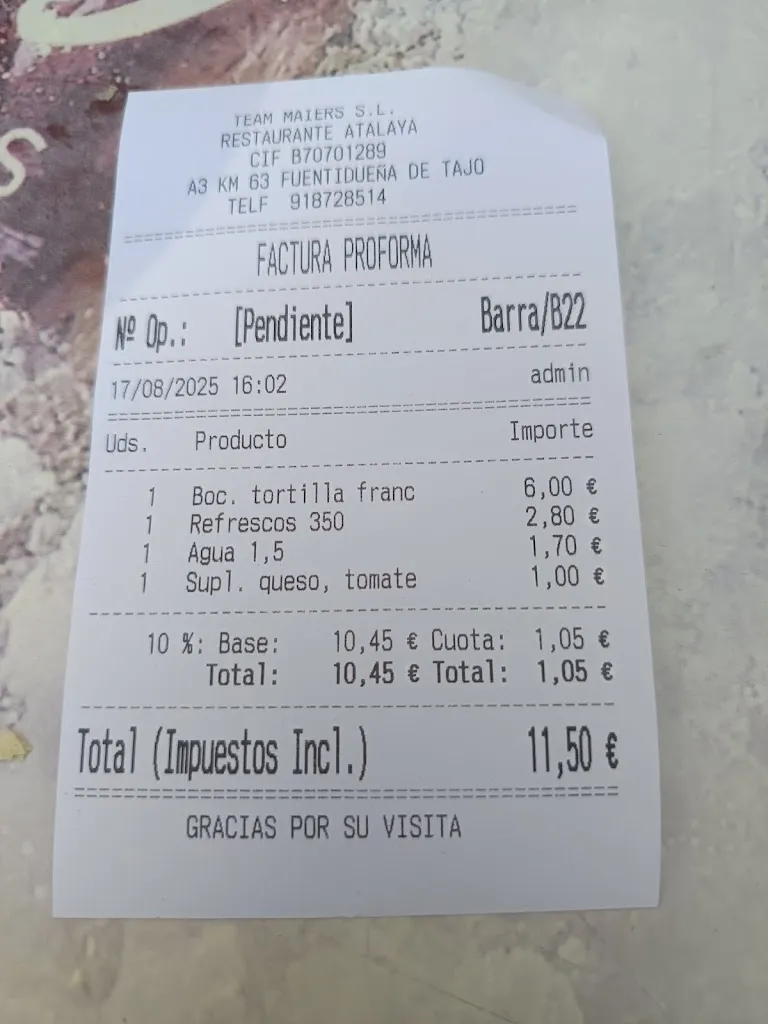 TEAM MAIERS S.L.
RESTAURANTE ATALAYA
CIF B70701289
A3 KM 63 FUENTIDUEÑA DE TAJO
TELF 918728514
FACTURA PROFORMA
Nº Op.: [Pendiente] Barra/B22
17/08/2025 16:02 admin
Uds. Producto Importe
1 Boc. tortilla franc 6,00 €
1 Refrescos 350 2,80 €
1 Agua 1,5 1,70 €
1 Supl. queso, tomate 1,00 €
10 %: Base: 10,45 € Cuota: 1,05 €
Total: 10,45 € Total: 1,05 €
Total (Impuestos Incl.) 11,50 €
GRACIAS POR SU VISITA